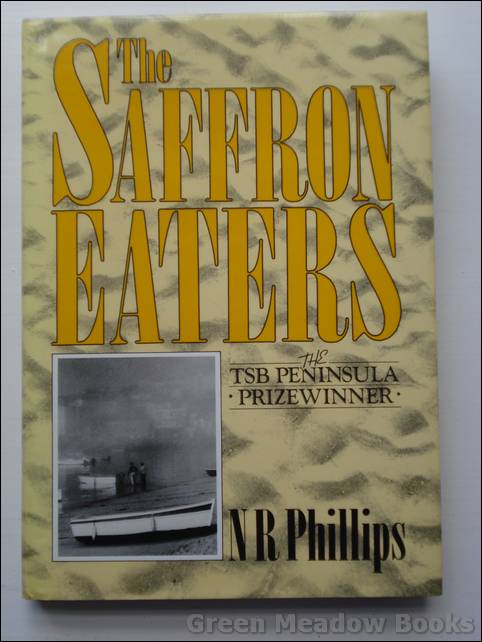 The
SAFFRON
EATERS
THE
TSB PENINSULA
· PRIZEWINNER ·
N R Phillips
Green Meadow Books